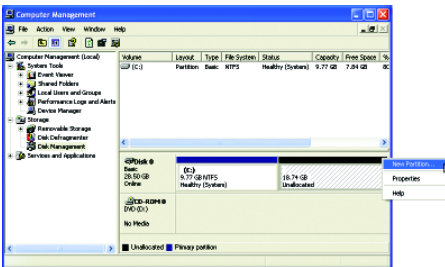 Computer Management
File Action View Window Help
Computer Management (Local)
System Tools
Event Viewer
Shared Folders
Local Users and Groups
Performance Logs and Alerts
Device Manager
Storage
Removable Storage
Disk Defragmenter
Disk Management
Services and Applications
Volume Layout Type File System Status Capacity Free Space %
(C:) Partition Basic NTFS Healthy (System) 9.77 GB 7.84 GB 80
Disk 0
Basic
28.50 GB
Online
(C:)
9.77 GB NTFS
Healthy (System)
18.74 GB
Unallocated
New Partition...
Properties
Help
CD-ROM 0
DVD (D:)
No Media
Unallocated Primary partition